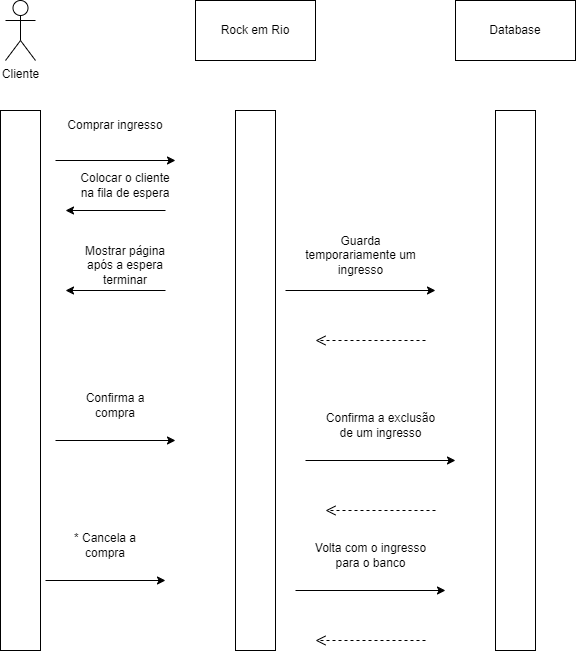 Cliente
Rock em Rio
Database
Comprar ingresso
Colocar o cliente
na fila de espera
Mostrar página
após a espera
terminar
Guarda
temporariamente um
ingresso
Confirma a
compra
Confirma a exclusão
de um ingresso
* Cancela a
compra
Volta com o ingresso
para o banco